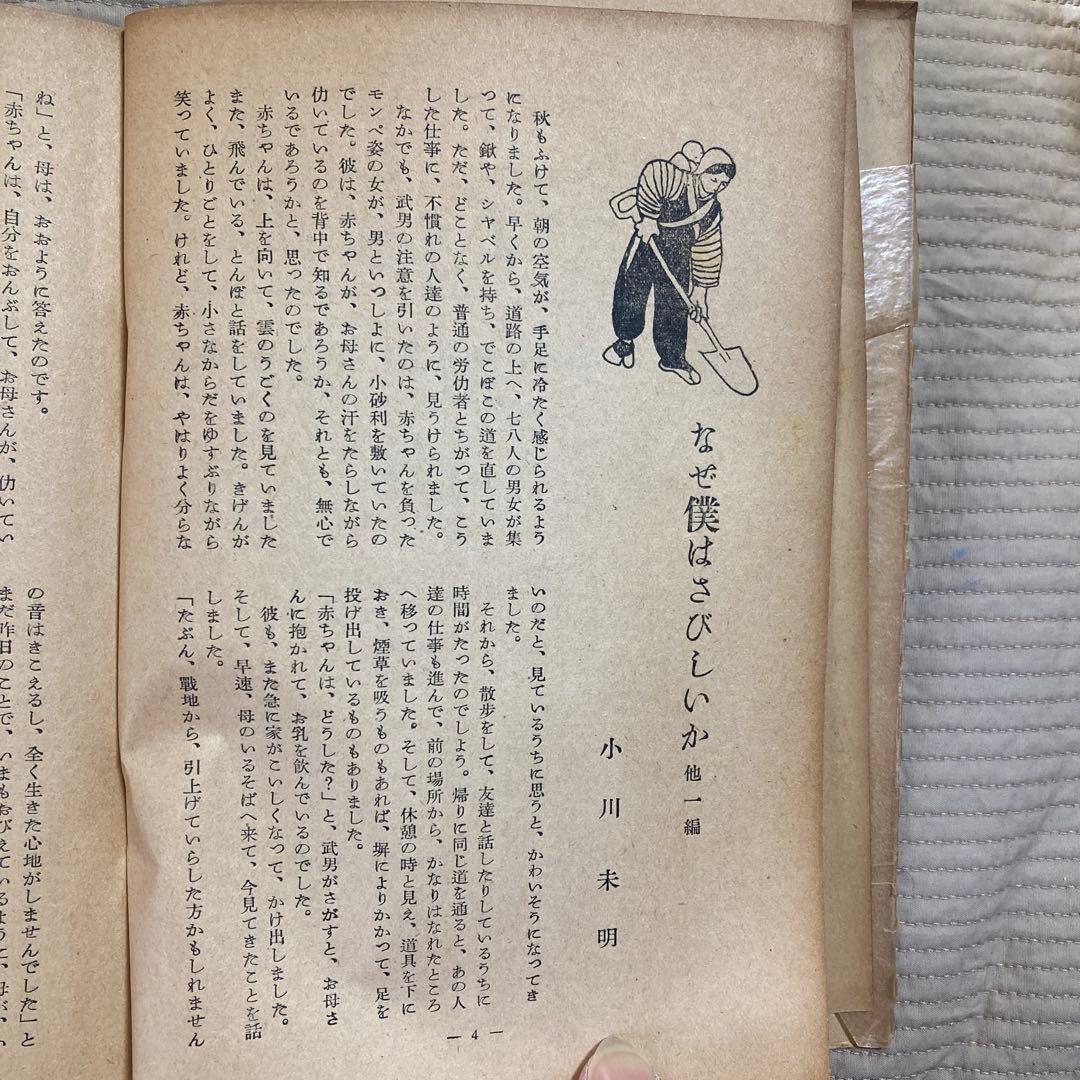 なぜ僕はさびしいか 他一編
小川未明
秋もふけて、朝の空気が、手足に冷たく感じられるよう
になりました。早くから、道路の上へ、七八人の男女が集
つて、鍬や、シヤベルを持ち、でこぼこの道を直していま
した。ただ、どことなく、普通の労仂者とちがつて、こう
した仕事に、不慣れの人達のように、見うけられました。
なかでも、武男の注意を引いたのは、赤ちやんを負つた
モンペ姿の女が、男といつしよに、小砂利を敷いていたの
でした。彼は、赤ちやんが、お母さんの汗をたらしながら
仂いているのを背中で知るであろうか、それとも、無心で
いるであろうかと、思つたのでした。
赤ちやんは、上を向いて、雲のうごくのを見ていました
また、飛んでいる、とんぼと話をしていました。きげんが
よく、ひとりごとをして、小さなからだをゆすぶりながら
笑つていました。けれど、赤ちやんは、やはりよく分らな
いのだと、見ているうちに思うと、かわいそうになつてき
ました。
それから、散歩をして、友達と話したりしているうちに
時間がたつたのでしよう。帰りに同じ道を通ると、あの人
達の仕事も進んで、前の場所から、かなりはなれたところ
へ移つていました。そして、休憩の時と見え、道具を下に
おき、煙草を吸うものもあれば、塀によりかかつて、足を
投げ出しているものもありました。
「赤ちやんは、どうした？」と、武男がさがすと、お母さ
んに抱かれて、お乳を飲んでいるのでした。
彼も、また急に家がこいしくなつて、かけ出しました。
そして、早速、母のいるそばへ来て、今見てきたことを話
しました。
「たぶん、戰地から、引上げていらした方かもしれません
— 4 —
ね」と、母は、おおように答えたのです。
「赤ちやんは、自分をおんぶして、お母さんが、仂いてい
の音はきこえるし、全く生きた心地がしませんでした」と
まだ昨日のことで、いまもおびえているように、母が、い